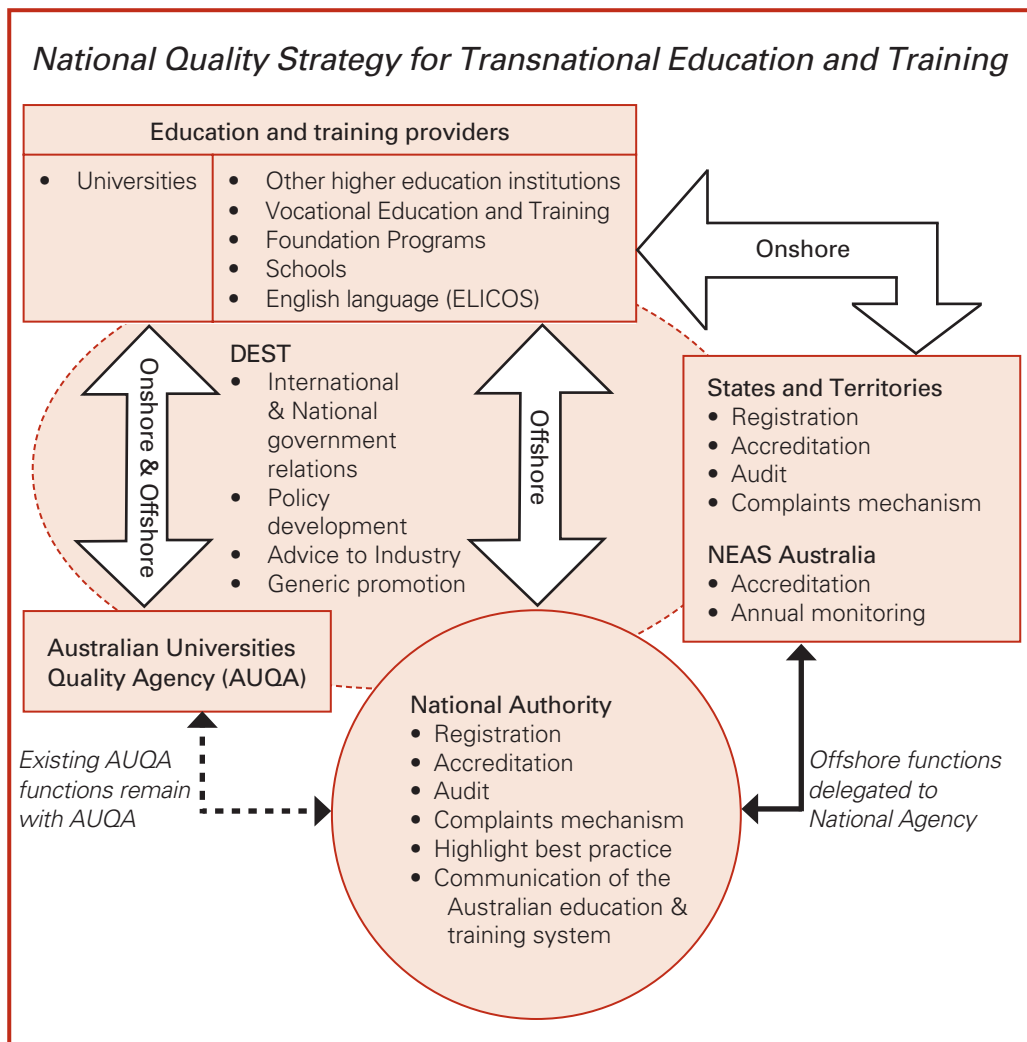 National Quality Strategy for Transnational Education and Training
Education and training providers
• Universities
• Other higher education institutions
• Vocational Education and Training
• Foundation Programs
• Schools
• English language (ELICOS)
Onshore
Onshore & Offshore
DEST
• International
& National
government
relations
• Policy
development
• Advice to Industry
• Generic promotion
Offshore
States and Territories
• Registration
• Accreditation
• Audit
• Complaints mechanism
NEAS Australia
• Accreditation
• Annual monitoring
Australian Universities
Quality Agency (AUQA)
Existing AUQA
functions remain
with AUQA
National Authority
• Registration
• Accreditation
• Audit
• Complaints mechanism
• Highlight best practice
• Communication of the
Australian education &
training system
Offshore functions
delegated to
National Agency